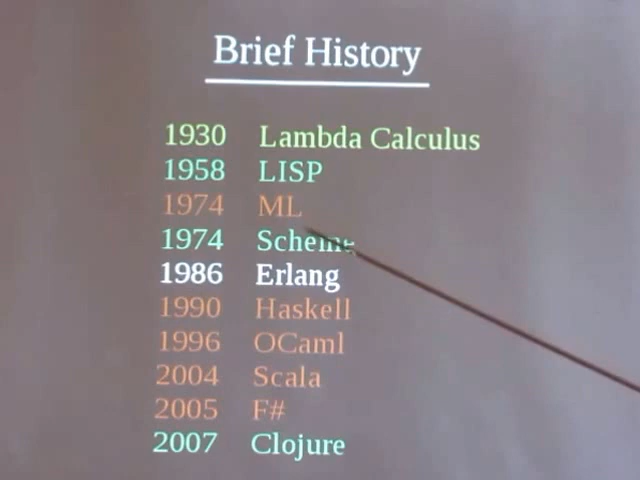 Brief History
1930 Lambda Calculus
1958 LISP
1974 ML
1974 Scheme
1986 Erlang
1990 Haskell
1996 OCaml
2004 Scala
2005 F#
2007 Clojure